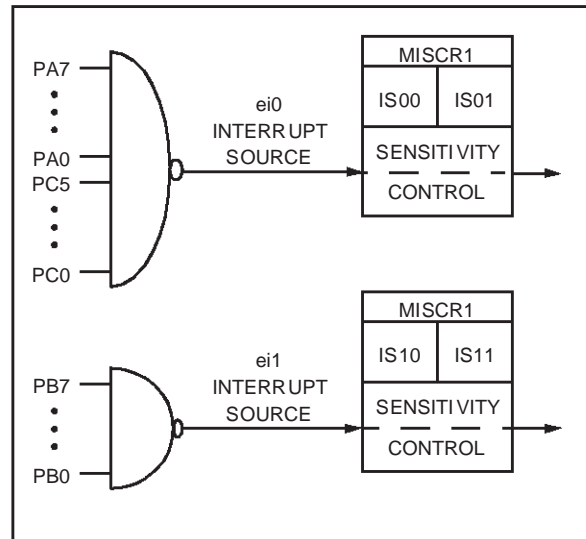 PA7
PA0
PC5
PC0
ei0
INTERRUPT
SOURCE
MISCR1
IS00 IS01
SENSITIVITY
CONTROL
PB7
PB0
ei1
INTERRUPT
SOURCE
MISCR1
IS10 IS11
SENSITIVITY
CONTROL